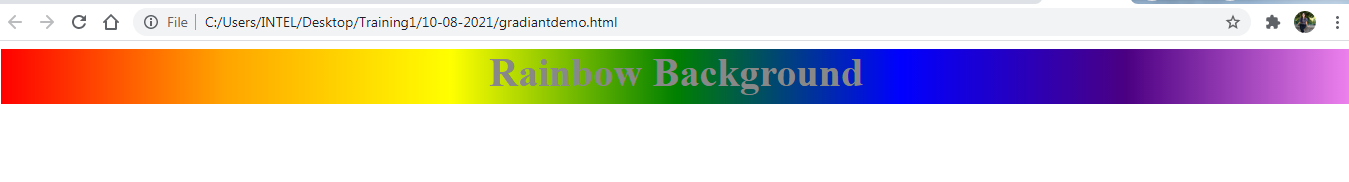 File C:/Users/INTEL/Desktop/Training1/10-08-2021/gradiantdemo.html
Rainbow Background